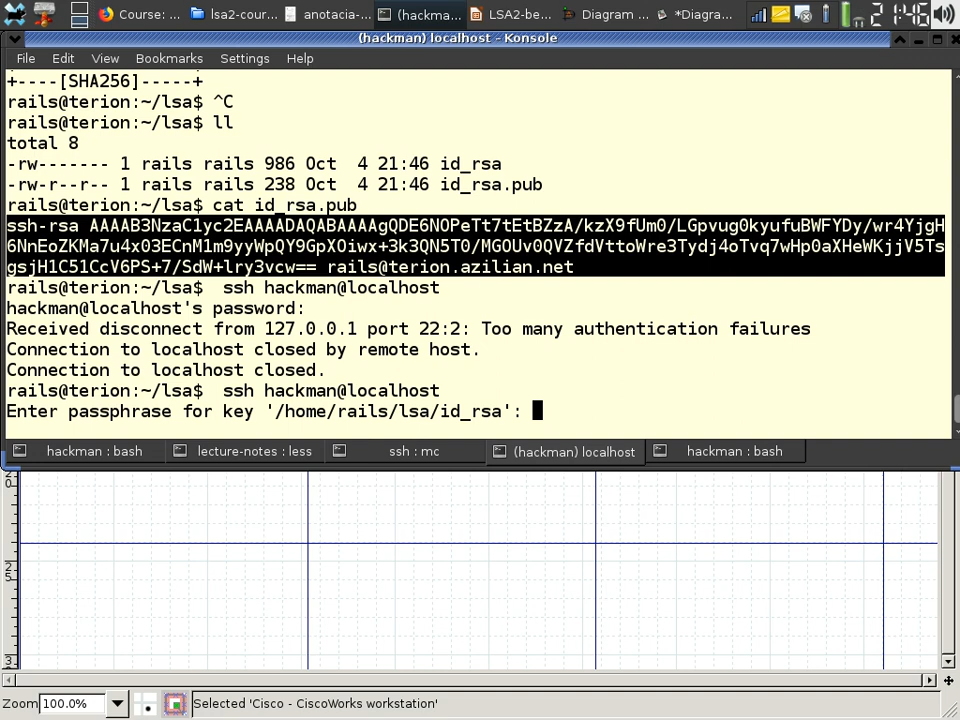 Course: ...
lsa2-cour...
anotacia-...
(hackma...
LSA2-be...
Diagram ...
*Diagra...
2 1:46
(hackman) localhost - Konsole
File Edit View Bookmarks Settings Help
+----[SHA256]-----+
rails@terion:~/lsa$ ^C
rails@terion:~/lsa$ ll
total 8
-rw------- 1 rails rails 986 Oct  4 21:46 id_rsa
-rw-r--r-- 1 rails rails 238 Oct  4 21:46 id_rsa.pub
rails@terion:~/lsa$ cat id_rsa.pub
ssh-rsa AAAAB3NzaC1yc2EAAAADAQABAAAAgQDE6NOPeTt7tEtBZzA/kzX9fUm0/LGpvug0kyufuBWFYDy/wr4YjgH
6NnEoZKMa7u4x03ECnM1m9yyWpQY9GpXOiwx+3k3QN5T0/MGOUv0QVZfdVttoWre3Tydj4oTvq7wHp0aXHeWKjjV5Ts
gsjH1C51CcV6PS+7/SdW+lry3vcw== rails@terion.azilian.net
rails@terion:~/lsa$  ssh hackman@localhost
hackman@localhost's password:
Received disconnect from 127.0.0.1 port 22:2: Too many authentication failures
Connection to localhost closed by remote host.
Connection to localhost closed.
rails@terion:~/lsa$  ssh hackman@localhost
Enter passphrase for key '/home/rails/lsa/id_rsa':
hackman : bash
lecture-notes : less
ssh : mc
(hackman) localhost
hackman : bash
Zoom 100.0% Selected 'Cisco - CiscoWorks workstation'